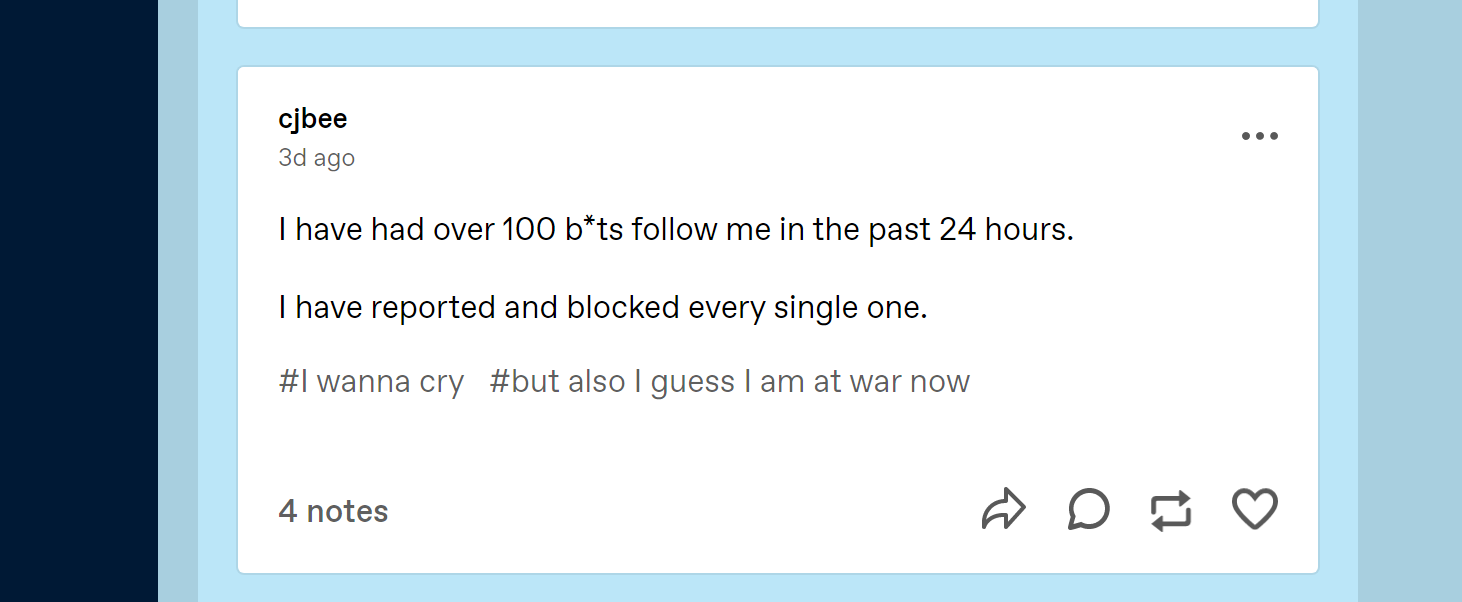 cjbee
3d ago
I have had over 100 b*ts follow me in the past 24 hours.
I have reported and blocked every single one.
#I wanna cry #but also I guess I am at war now
4 notes